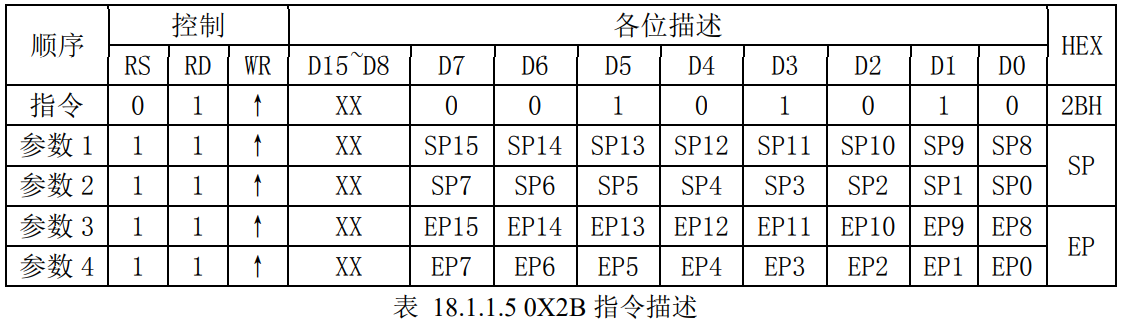 顺序 控制 各位描述 HEX
RS RD WR D15~D8 D7 D6 D5 D4 D3 D2 D1 D0
指令 0 1 ↑ XX 0 0 1 0 1 0 1 0 2BH
参数1 1 1 ↑ XX SP15 SP14 SP13 SP12 SP11 SP10 SP9 SP8 SP
参数2 1 1 ↑ XX SP7 SP6 SP5 SP4 SP3 SP2 SP1 SP0
参数3 1 1 ↑ XX EP15 EP14 EP13 EP12 EP11 EP10 EP9 EP8 EP
参数4 1 1 ↑ XX EP7 EP6 EP5 EP4 EP3 EP2 EP1 EP0
表 18.1.1.5 0X2B 指令描述